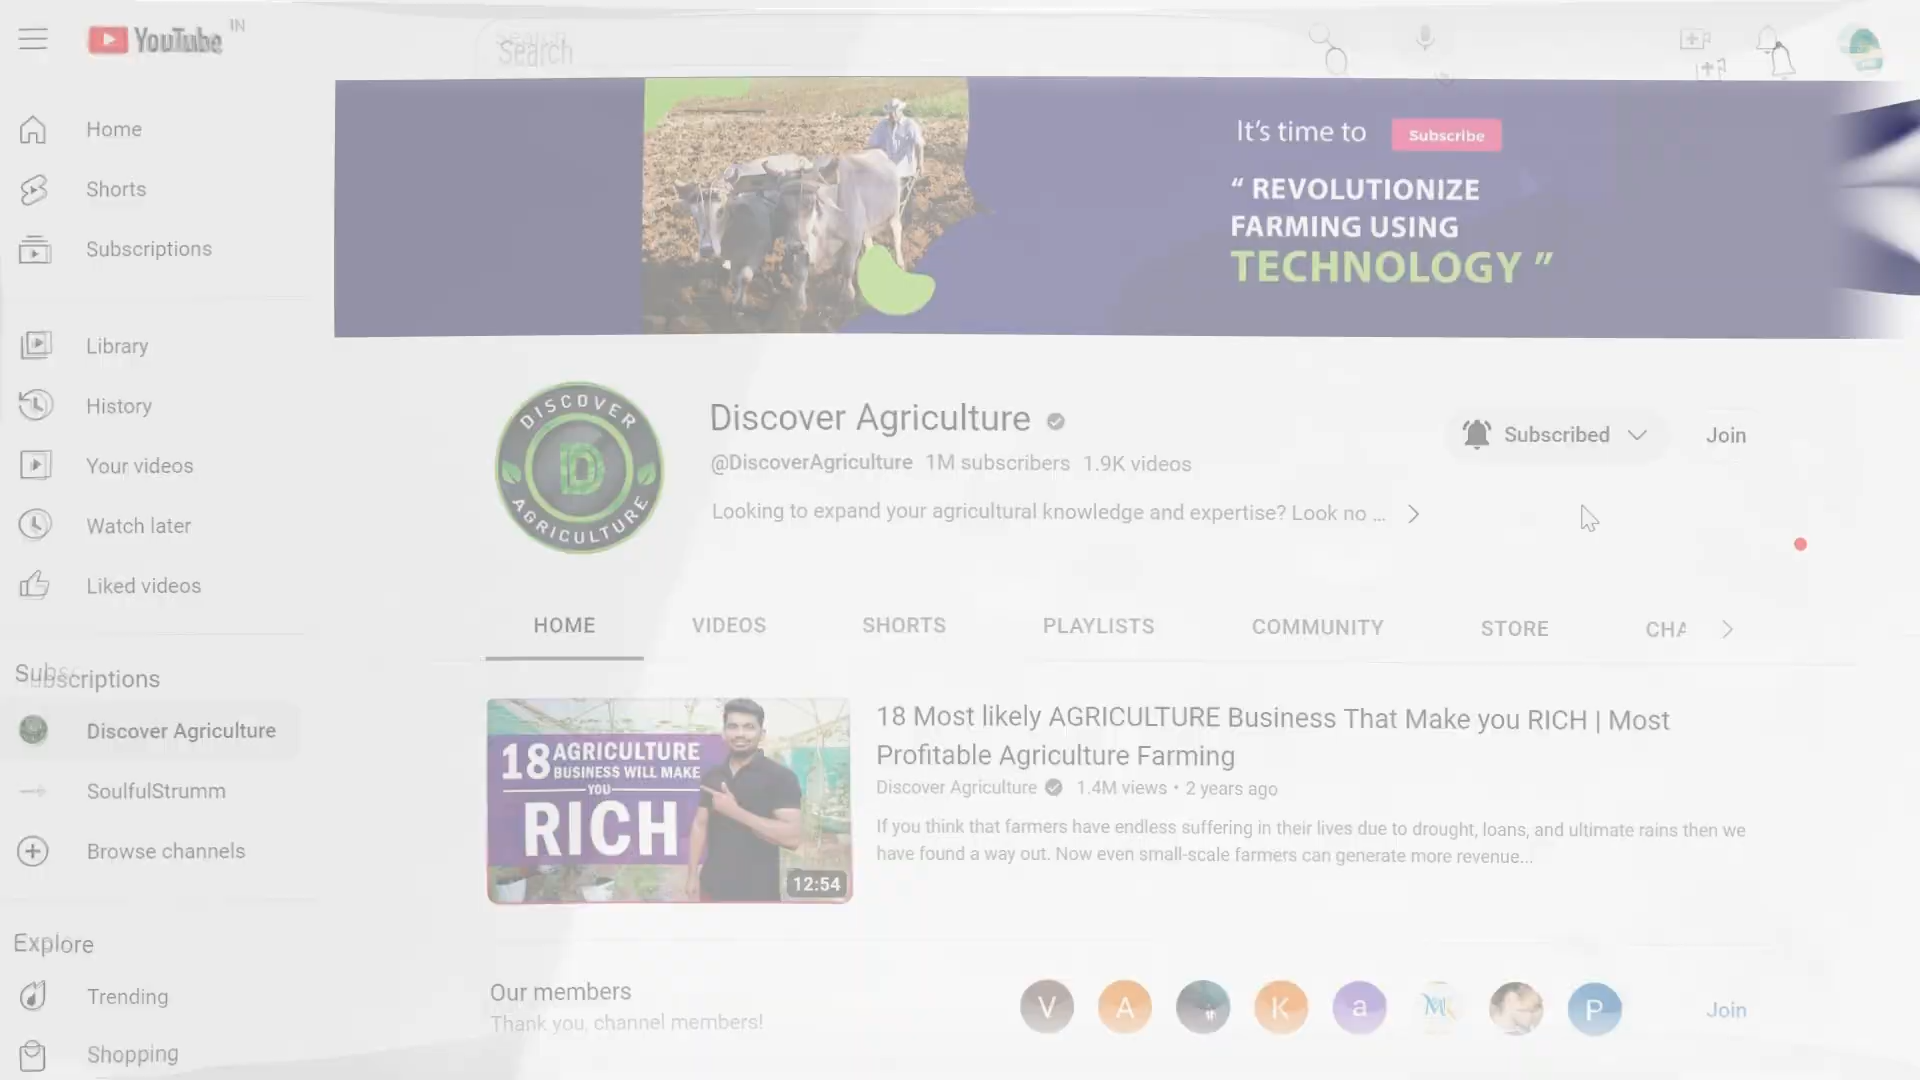 YouTube IN
Search
Home
Shorts
Subscriptions
Library
History
Your videos
Watch later
Liked videos
Subscriptions
Discover Agriculture
SoulfulStrumm
Browse channels
Explore
Trending
Shopping
It's time to Subscribe
“ REVOLUTIONIZE
FARMING USING
TECHNOLOGY ”
DISCOVER
D
AGRICULTURE
Discover Agriculture
@DiscoverAgriculture 1M subscribers 1.9K videos
Looking to expand your agricultural knowledge and expertise? Look no ...
Subscribed
Join
HOME VIDEOS SHORTS PLAYLISTS COMMUNITY STORE CHA
18 AGRICULTURE
BUSINESS WILL MAKE
YOU
RICH
12:54
18 Most likely AGRICULTURE Business That Make you RICH | Most
Profitable Agriculture Farming
Discover Agriculture 1.4M views • 2 years ago
If you think that farmers have endless suffering in their lives due to drought, loans, and ultimate rains then we
have found a way out. Now even small-scale farmers can generate more revenue...
Our members
Thank you, channel members!
V A K a M P
Join